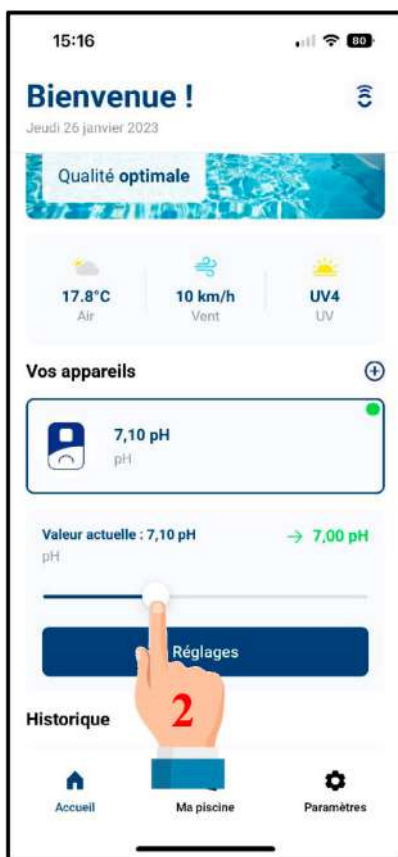 15:16
80
Bienvenue !
Jeudi 26 janvier 2023
Qualité optimale
17.8°C
10 km/h
UV4
Air
Vent
UV
Vos appareils
7,10 pH
pH
Valeur actuelle : 7,10 pH
→ 7,00 pH
pH
Réglages
2
Historique
Accueil
Ma piscine
Paramètres